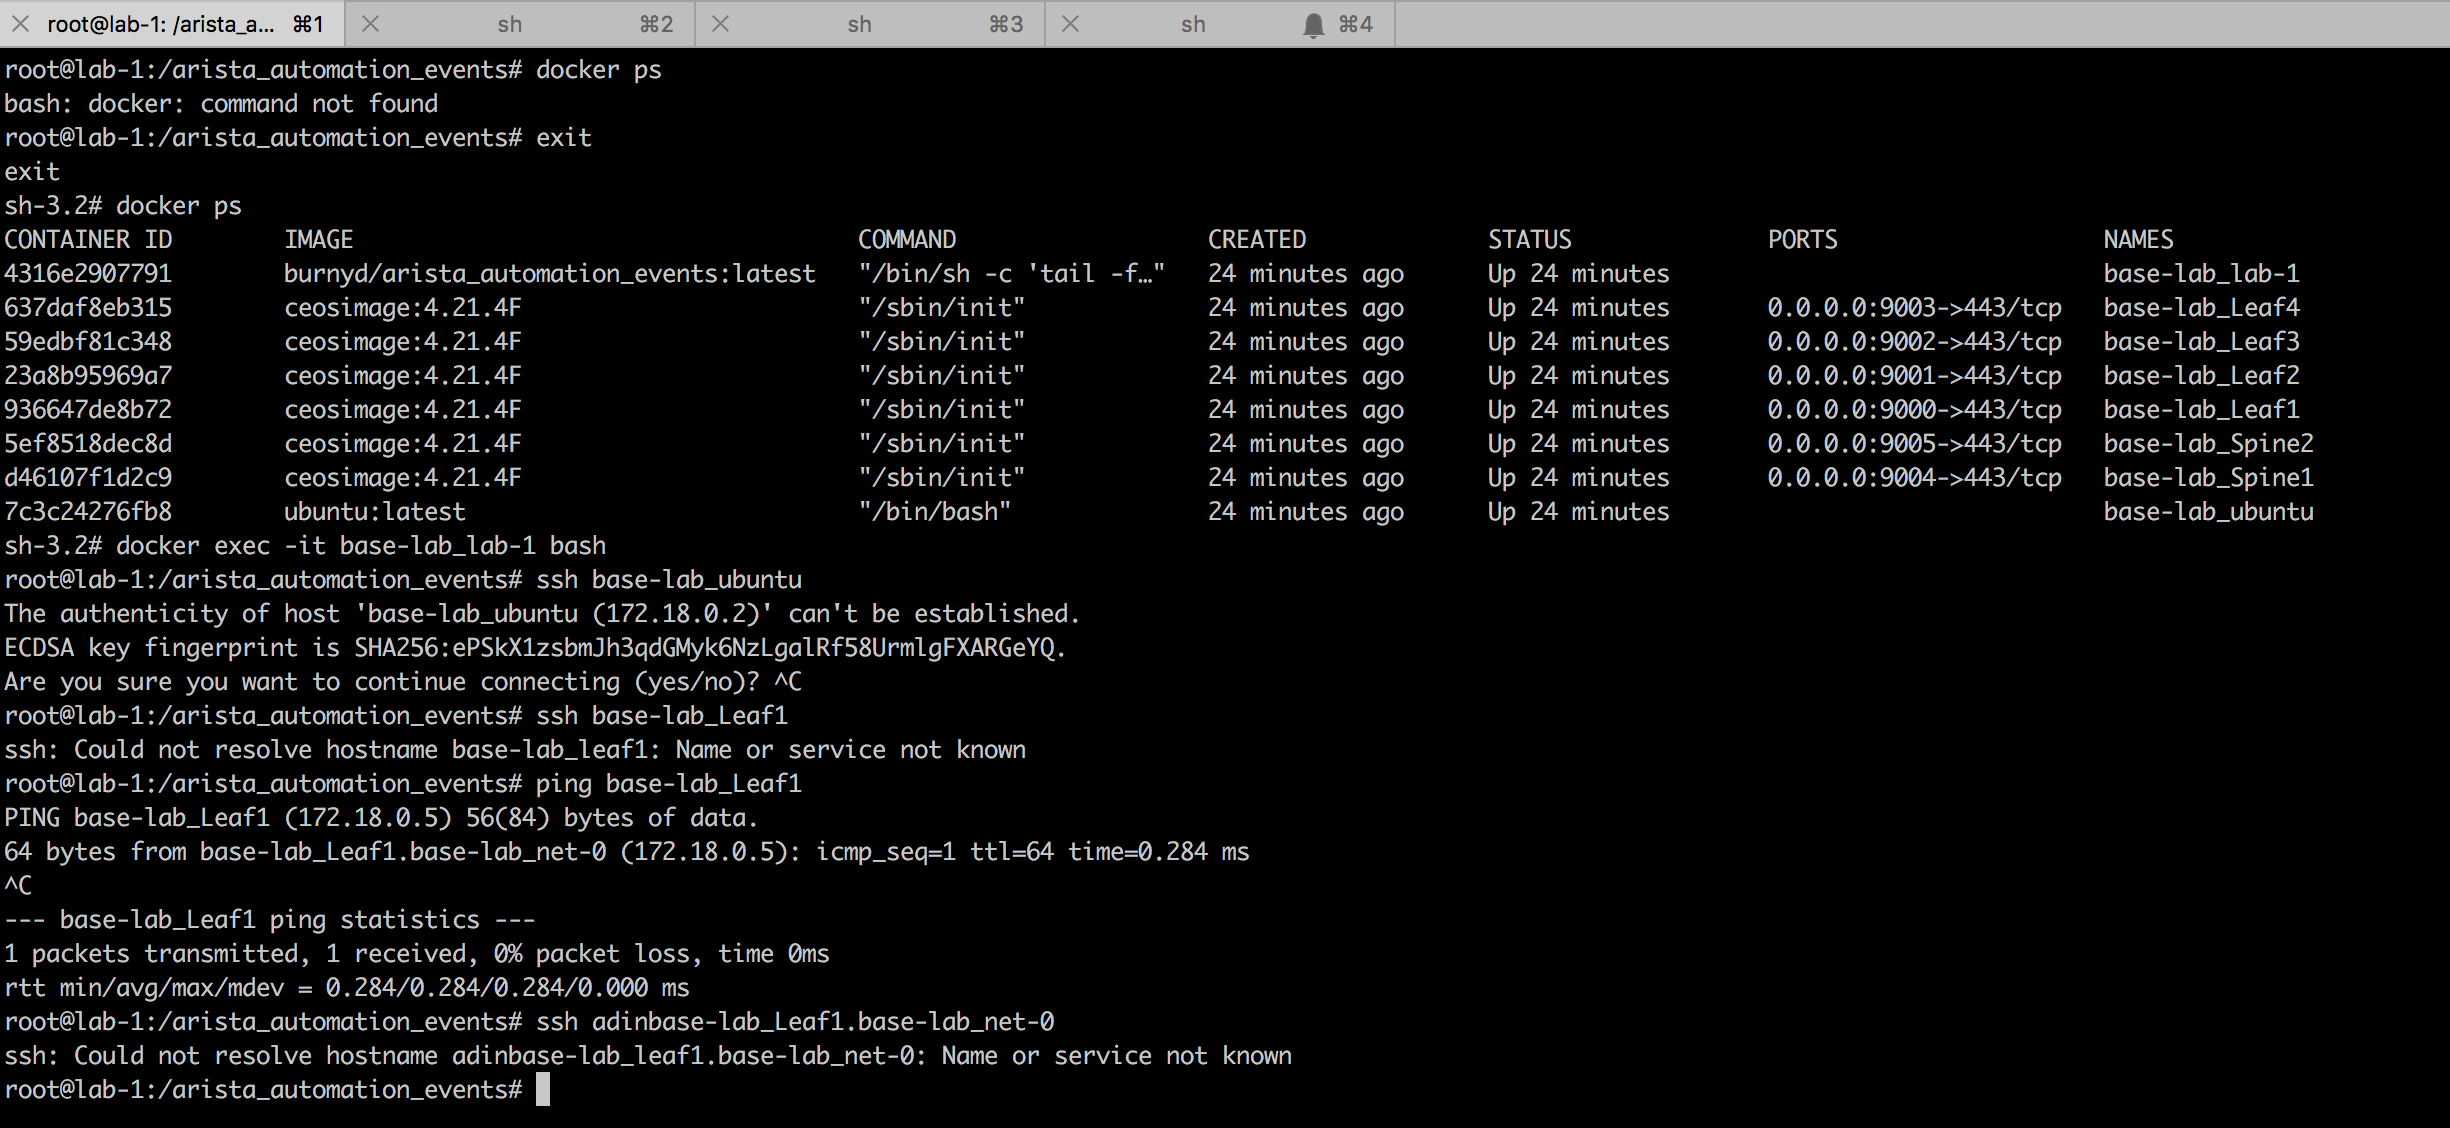 root@lab-1: /arista_a... ⌘1 sh ⌘2 sh ⌘3 sh ⌘4
root@lab-1:/arista_automation_events# docker ps
bash: docker: command not found
root@lab-1:/arista_automation_events# exit
exit
sh-3.2# docker ps
CONTAINER ID IMAGE COMMAND CREATED STATUS PORTS NAMES
4316e2907791 burnyd/arista_automation_events:latest "/bin/sh -c 'tail -f…" 24 minutes ago Up 24 minutes base-lab_lab-1
637daf8eb315 ceosimage:4.21.4F "/sbin/init" 24 minutes ago Up 24 minutes 0.0.0.0:9003->443/tcp base-lab_Leaf4
59edbf81c348 ceosimage:4.21.4F "/sbin/init" 24 minutes ago Up 24 minutes 0.0.0.0:9002->443/tcp base-lab_Leaf3
23a8b95969a7 ceosimage:4.21.4F "/sbin/init" 24 minutes ago Up 24 minutes 0.0.0.0:9001->443/tcp base-lab_Leaf2
936647de8b72 ceosimage:4.21.4F "/sbin/init" 24 minutes ago Up 24 minutes 0.0.0.0:9000->443/tcp base-lab_Leaf1
5ef8518dec8d ceosimage:4.21.4F "/sbin/init" 24 minutes ago Up 24 minutes 0.0.0.0:9005->443/tcp base-lab_Spine2
d46107f1d2c9 ceosimage:4.21.4F "/sbin/init" 24 minutes ago Up 24 minutes 0.0.0.0:9004->443/tcp base-lab_Spine1
7c3c24276fb8 ubuntu:latest "/bin/bash" 24 minutes ago Up 24 minutes base-lab_ubuntu
sh-3.2# docker exec -it base-lab_lab-1 bash
root@lab-1:/arista_automation_events# ssh base-lab_ubuntu
The authenticity of host 'base-lab_ubuntu (172.18.0.2)' can't be established.
ECDSA key fingerprint is SHA256:ePSkX1zsbmJh3qdGMyk6NzLgalRf58UrmlgFXARGeYQ.
Are you sure you want to continue connecting (yes/no)? ^C
root@lab-1:/arista_automation_events# ssh base-lab_Leaf1
ssh: Could not resolve hostname base-lab_leaf1: Name or service not known
root@lab-1:/arista_automation_events# ping base-lab_Leaf1
PING base-lab_Leaf1 (172.18.0.5) 56(84) bytes of data.
64 bytes from base-lab_Leaf1.base-lab_net-0 (172.18.0.5): icmp_seq=1 ttl=64 time=0.284 ms
^C
--- base-lab_Leaf1 ping statistics ---
1 packets transmitted, 1 received, 0% packet loss, time 0ms
rtt min/avg/max/mdev = 0.284/0.284/0.284/0.000 ms
root@lab-1:/arista_automation_events# ssh adinbase-lab_Leaf1.base-lab_net-0
ssh: Could not resolve hostname adinbase-lab_leaf1.base-lab_net-0: Name or service not known
root@lab-1:/arista_automation_events#